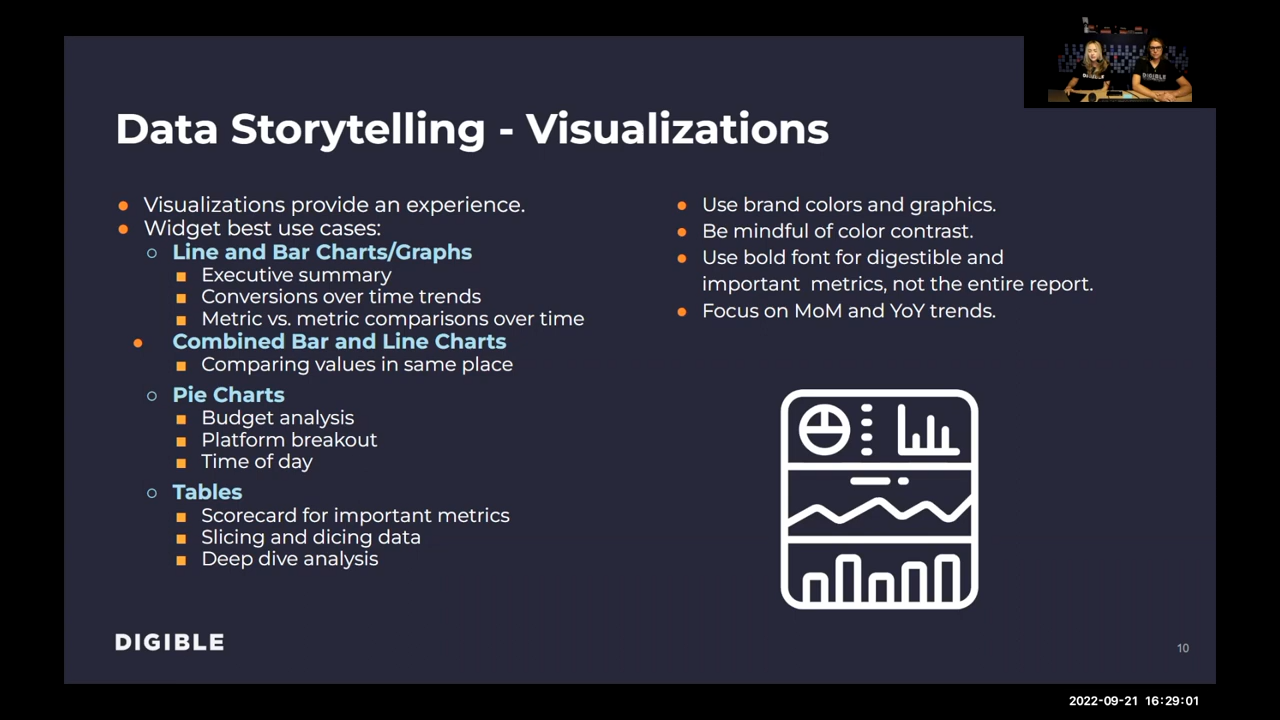 Data Storytelling - Visualizations
Visualizations provide an experience.
Widget best use cases:
Line and Bar Charts/Graphs
Executive summary
Conversions over time trends
Metric vs. metric comparisons over time
Combined Bar and Line Charts
Comparing values in same place
Pie Charts
Budget analysis
Platform breakout
Time of day
Tables
Scorecard for important metrics
Slicing and dicing data
Deep dive analysis
Use brand colors and graphics.
Be mindful of color contrast.
Use bold font for digestible and
important metrics, not the entire report.
Focus on MoM and YoY trends.
DIGIBLE
DIGIBLE
DIGIBLE
10
2022-09-21 16:29:01